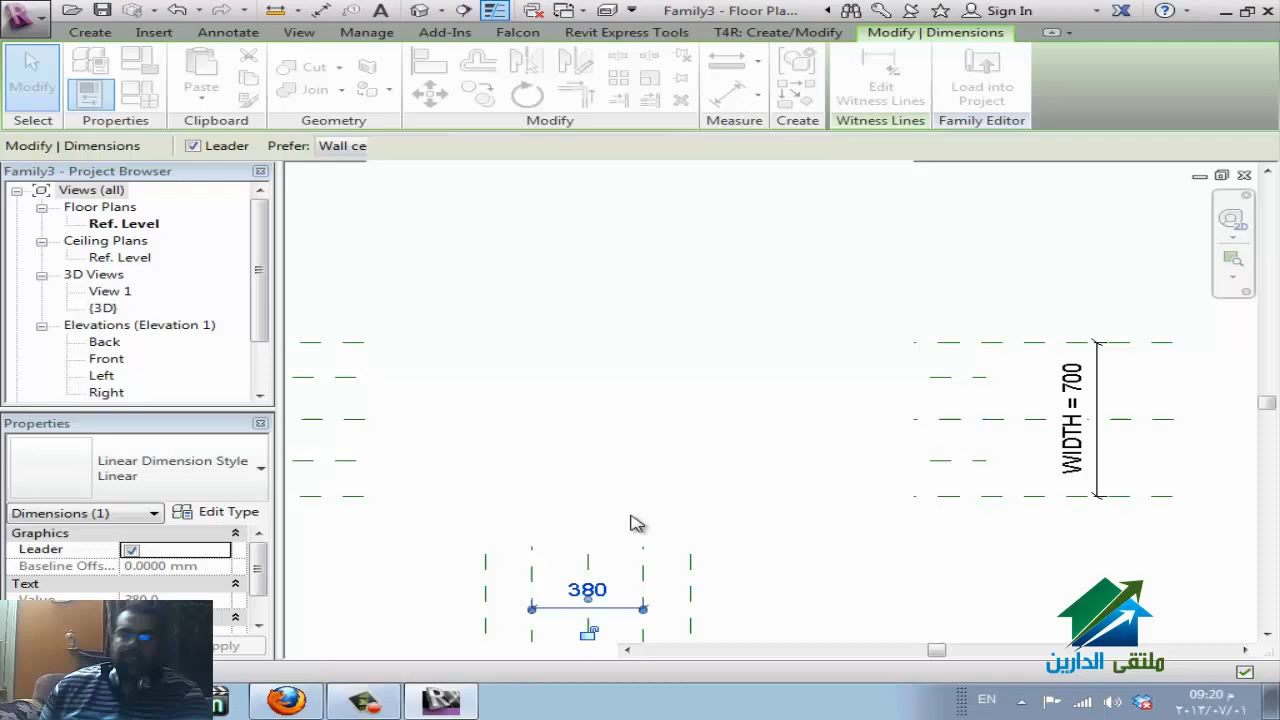 Family3 - Floor Pla...
Sign In
Create Insert Annotate View Manage Add-Ins Falcon Revit Express Tools T4R: Create/Modify Modify | Dimensions
Modify
Paste
Cut
Join
Edit
Witness Lines
Load into
Project
Select Properties Clipboard Geometry Modify Measure Create Witness Lines Family Editor
Modify | Dimensions Leader Prefer: Wall ce
Family3 - Project Browser
Views (all)
Floor Plans
Ref. Level
Ceiling Plans
Ref. Level
3D Views
View 1
{3D}
Elevations (Elevation 1)
Back
Front
Left
Right
Properties
Linear Dimension Style
Linear
Dimensions (1) Edit Type
Graphics
Leader
Baseline Offs... 0.0000 mm
Text
380
WIDTH = 700
2D
ملتقى الدارين
EN
09:20 م
٢٠١٣/٠٧/٠١